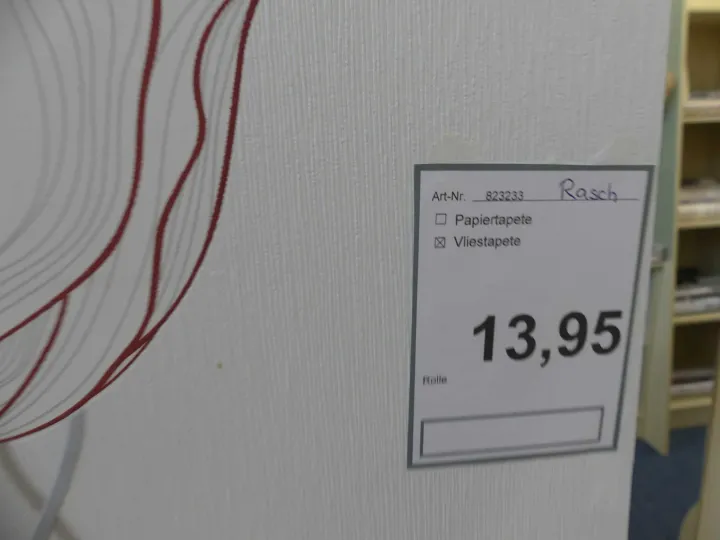 Art-Nr. 823233 Rasch
☐ Papiertapete
☒ Vliestapete
13,95
Rolle